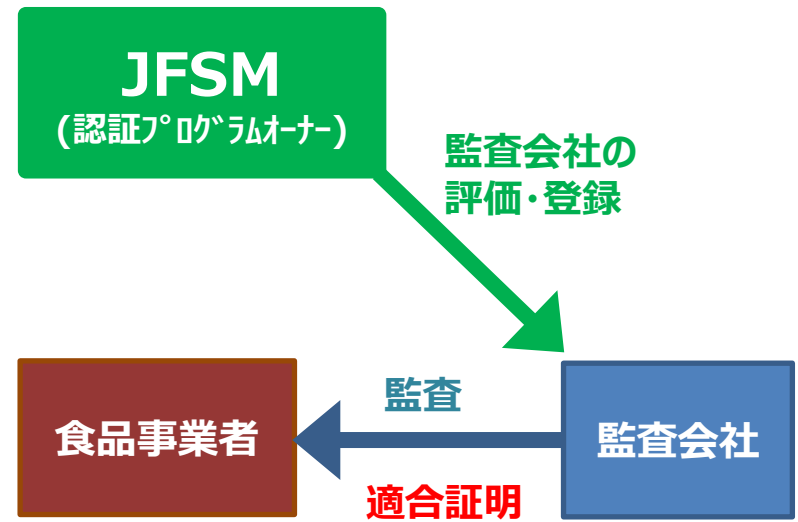 JFSM
(認証ﾌﾟﾛｸﾞﾗﾑｵｰﾅｰ)
監査会社の
評価･登録
監査
食品事業者
監査会社
適合証明